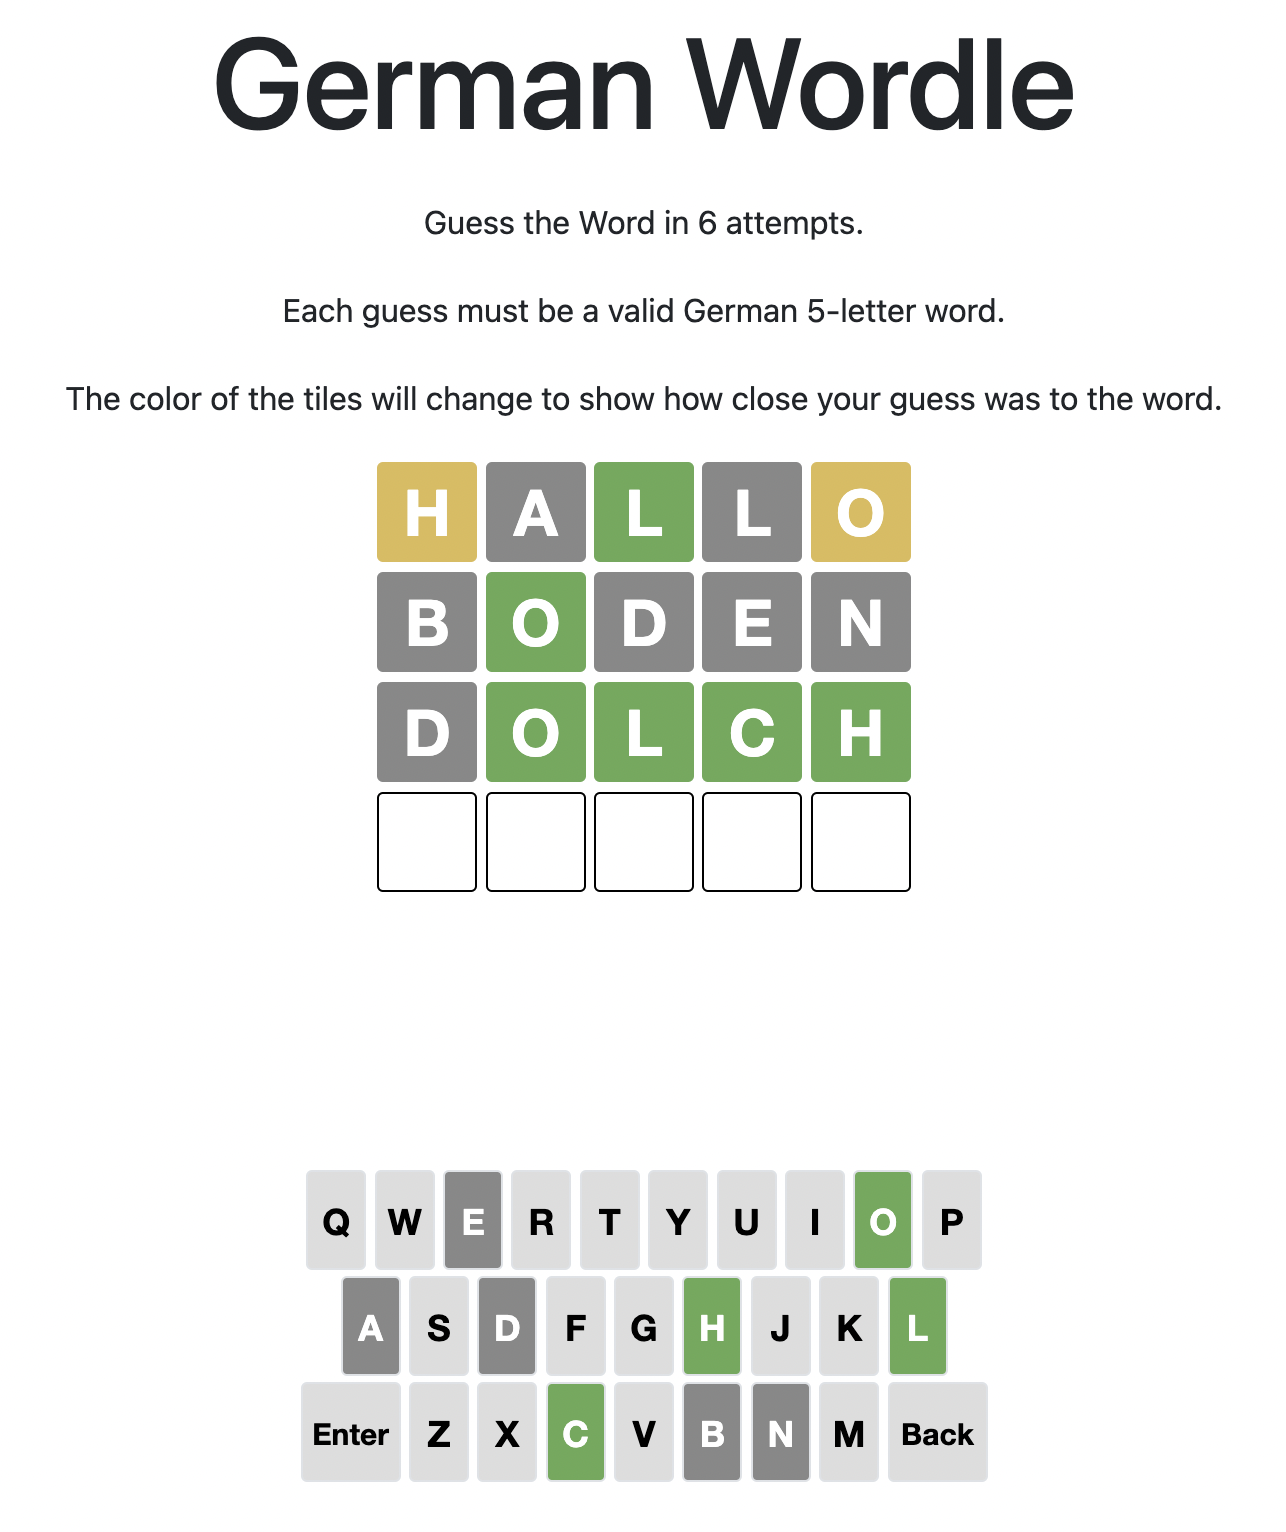 German Wordle
Guess the Word in 6 attempts.
Each guess must be a valid German 5-letter word.
The color of the tiles will change to show how close your guess was to the word.
H A L L O
B O D E N
D O L C H
Q W E R T Y U I O P
A S D F G H J K L
Enter Z X C V B N M Back